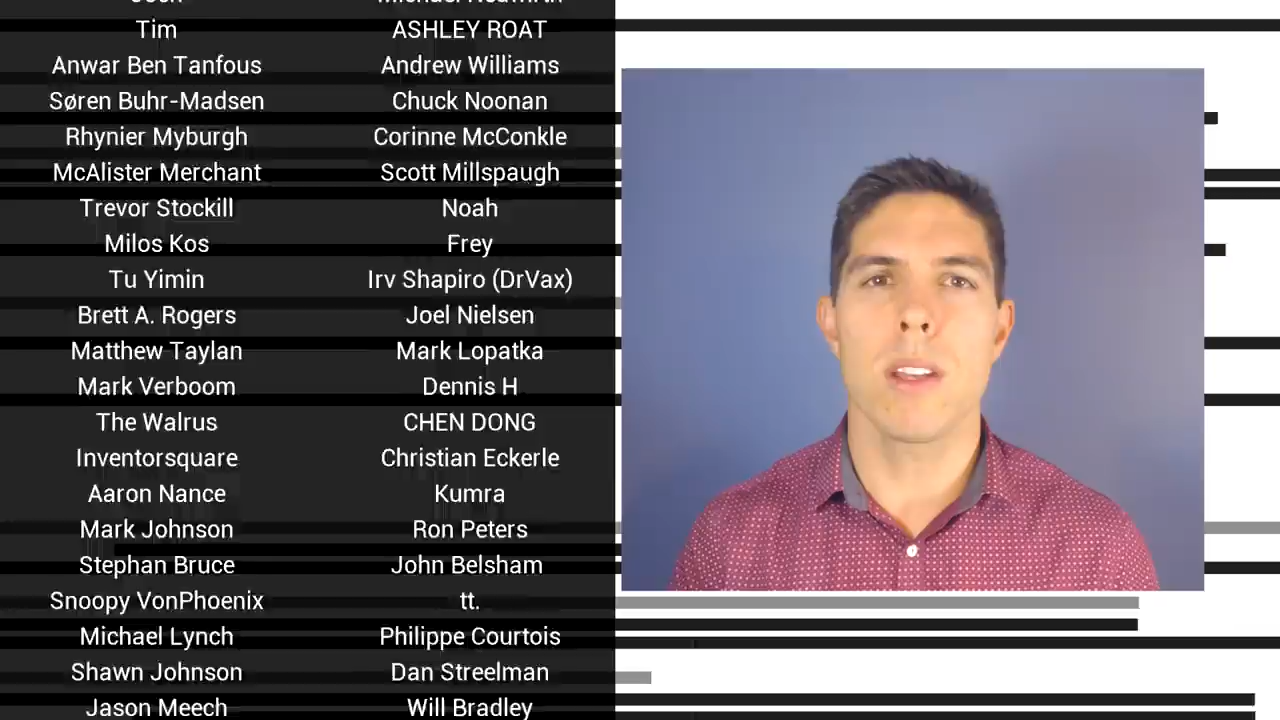 Tim
Anwar Ben Tanfous
Søren Buhr-Madsen
Rhynier Myburgh
McAlister Merchant
Trevor Stockill
Milos Kos
Tu Yimin
Brett A. Rogers
Matthew Taylan
Mark Verboom
The Walrus
Inventorsquare
Aaron Nance
Mark Johnson
Stephan Bruce
Snoopy VonPhoenix
Michael Lynch
Shawn Johnson
Jason Meech
ASHLEY ROAT
Andrew Williams
Chuck Noonan
Corinne McConkle
Scott Millspaugh
Noah
Frey
Irv Shapiro (DrVax)
Joel Nielsen
Mark Lopatka
Dennis H
CHEN DONG
Christian Eckerle
Kumra
Ron Peters
John Belsham
tt.
Philippe Courtois
Dan Streelman
Will Bradley